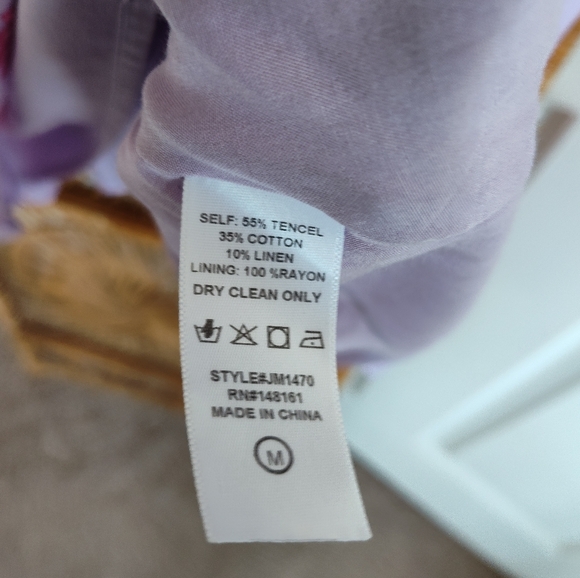 SELF: 55% TENCEL
35% COTTON
10% LINEN
LINING: 100 %RAYON
DRY CLEAN ONLY
STYLE#JM1470
RN#148161
MADE IN CHINA
M